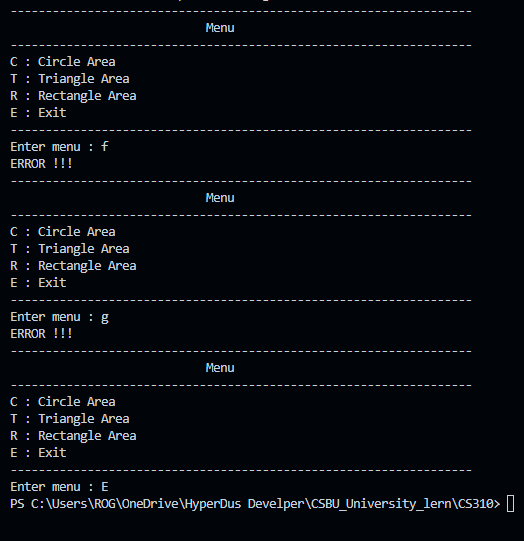 ------------------------------------------------------------------
                            Menu
------------------------------------------------------------------
C : Circle Area
T : Triangle Area
R : Rectangle Area
E : Exit
------------------------------------------------------------------
Enter menu : f
ERROR !!!
------------------------------------------------------------------
                            Menu
------------------------------------------------------------------
C : Circle Area
T : Triangle Area
R : Rectangle Area
E : Exit
------------------------------------------------------------------
Enter menu : g
ERROR !!!
------------------------------------------------------------------
                            Menu
------------------------------------------------------------------
C : Circle Area
T : Triangle Area
R : Rectangle Area
E : Exit
------------------------------------------------------------------
Enter menu : E
PS C:\Users\ROG\OneDrive\HyperDus Develper\CSBU_University_lern\CS310>